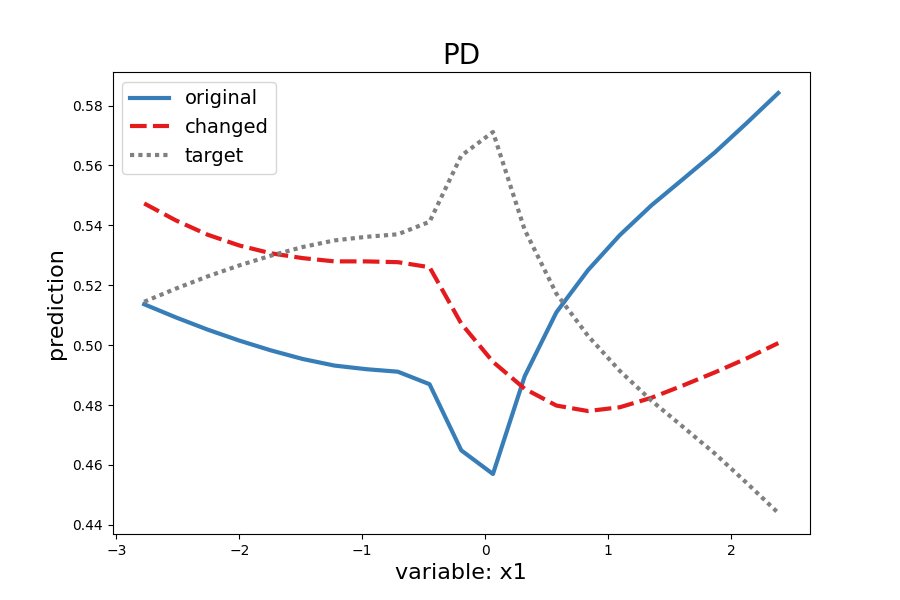 PD
original
changed
target
prediction
0.58
0.56
0.54
0.52
0.50
0.48
0.46
0.44
−3
−2
−1
0
1
2
variable: x1